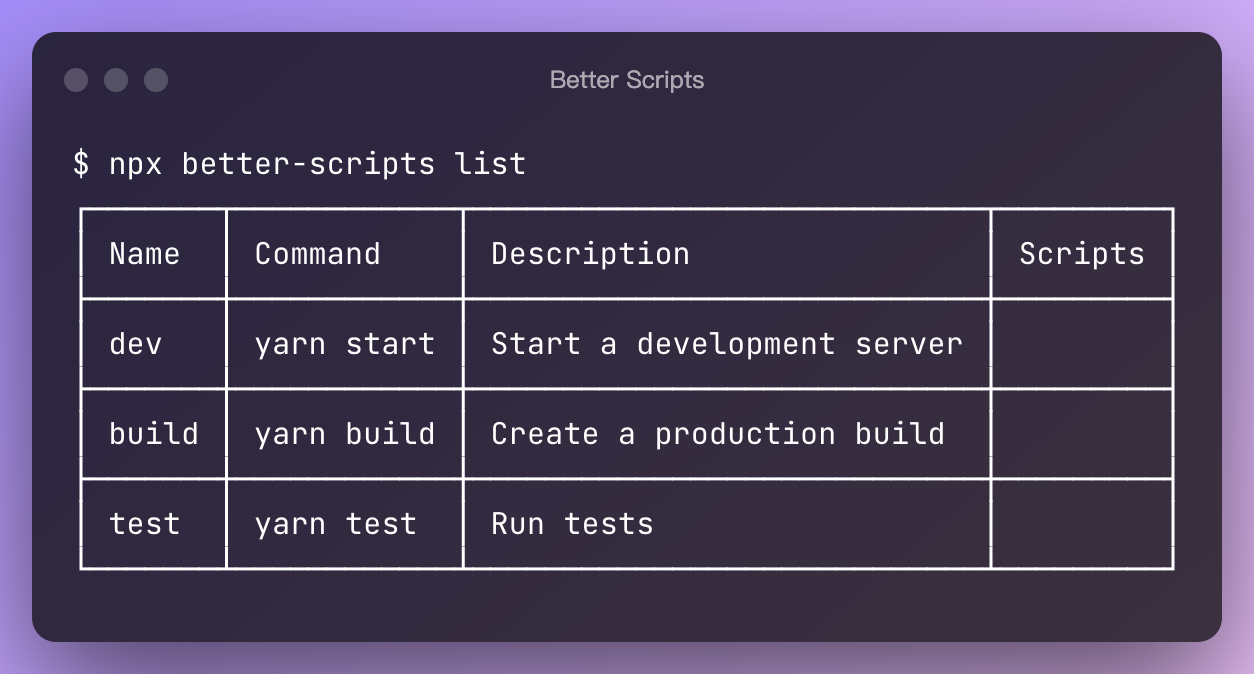 Better Scripts
$ npx better-scripts list
Name Command Description Scripts
dev yarn start Start a development server
build yarn build Create a production build
test yarn test Run tests